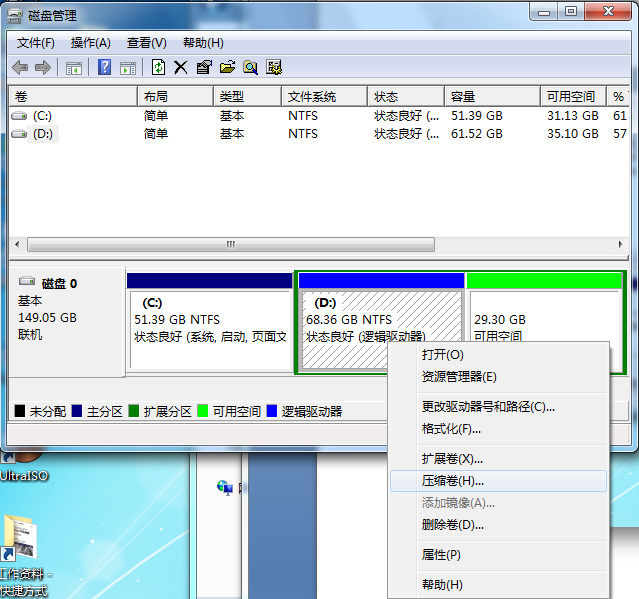 磁盘管理
文件(F) 操作(A) 查看(V) 帮助(H)
卷 布局 类型 文件系统 状态 容量 可用空间 %
(C:) 简单 基本 NTFS 状态良好 (... 51.39 GB 31.13 GB 61
(D:) 简单 基本 NTFS 状态良好 (... 61.52 GB 35.10 GB 57
磁盘 0
基本
149.05 GB
联机
(C:)
51.39 GB NTFS
状态良好 (系统, 启动, 页面文
(D:)
68.36 GB NTFS
状态良好 (逻辑驱动器)
29.30 GB
可用空间
打开(O)
资源管理器(E)
更改驱动器号和路径(C)...
格式化(F)...
扩展卷(X)...
压缩卷(H)...
添加镜像(A)...
删除卷(D)...
属性(P)
帮助(H)
未分配 主分区 扩展分区 可用空间 逻辑驱动器
UltraISO
工作资料 -
快捷方式